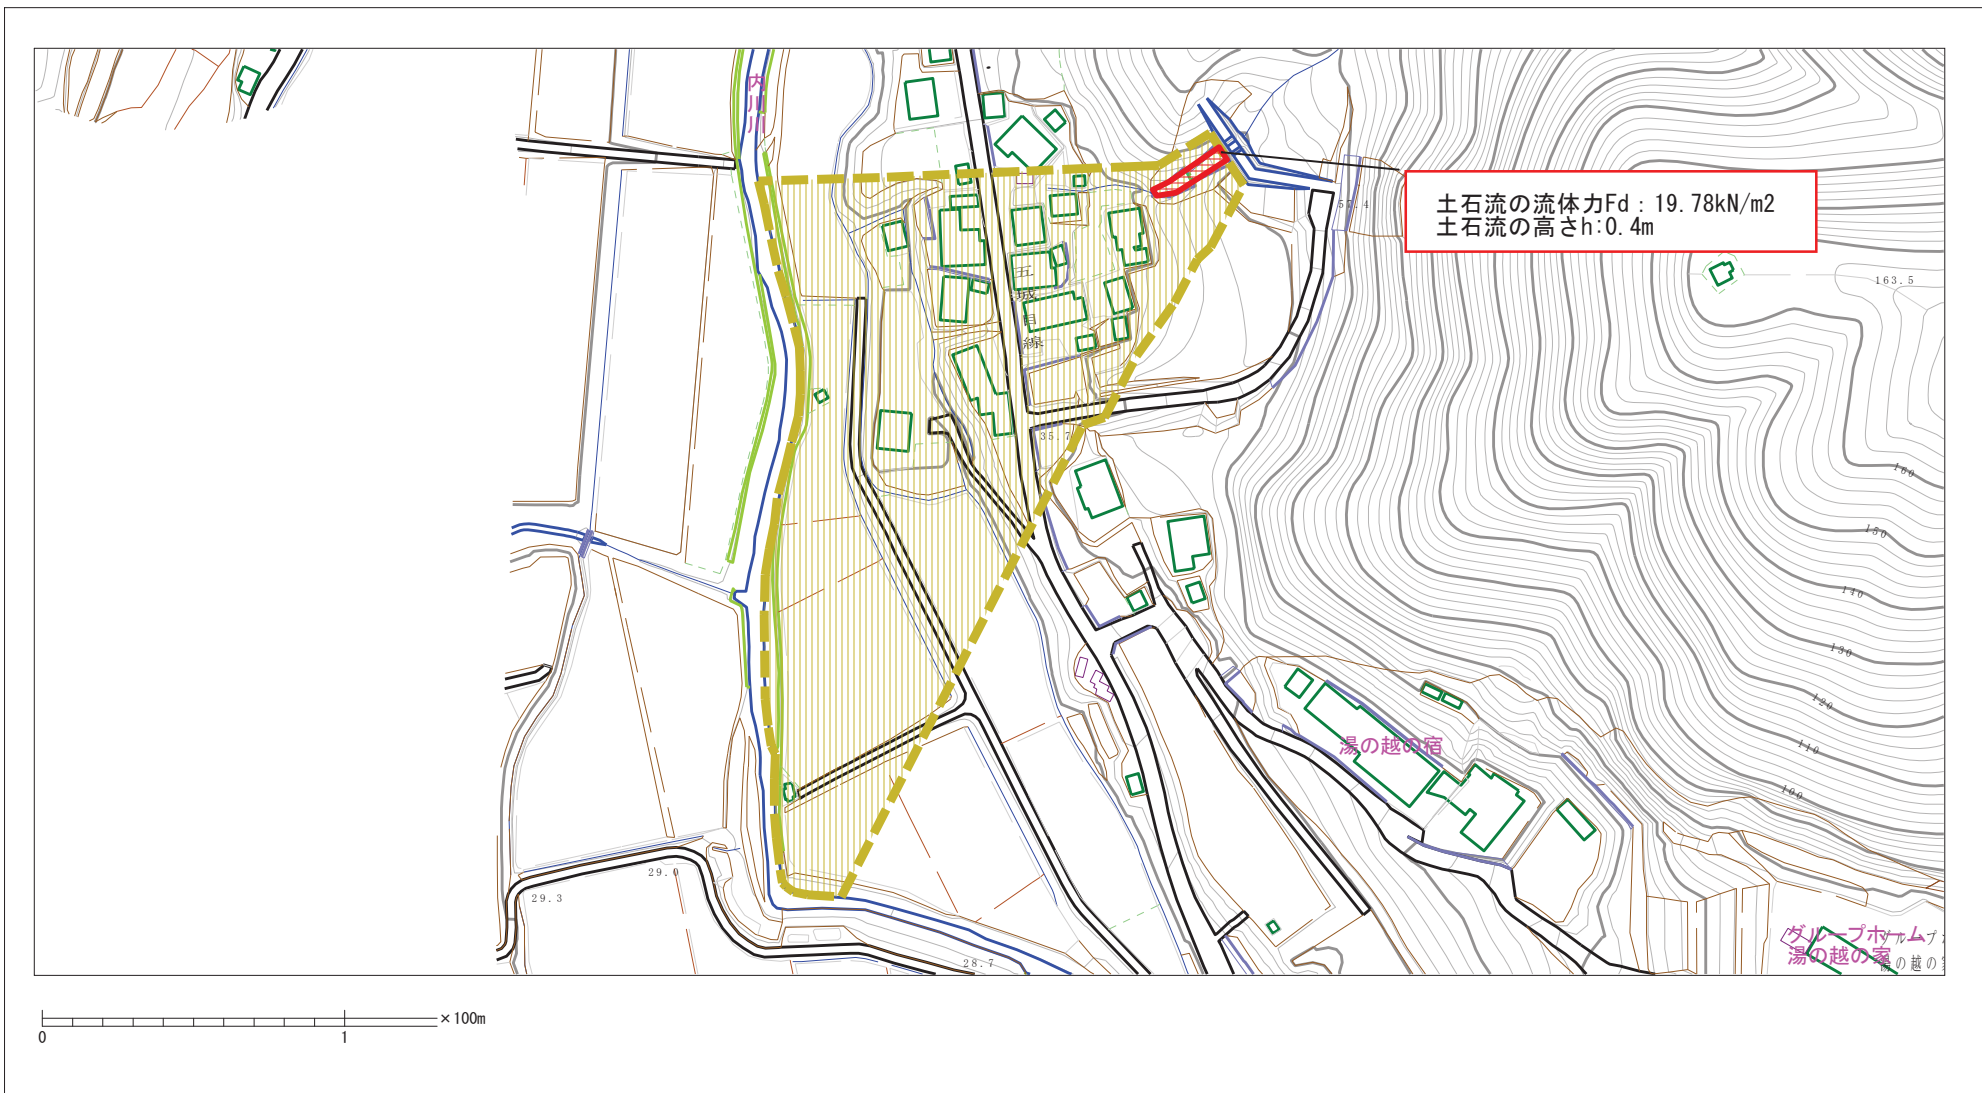 内川川
土石流の流体力Fd：19.78kN/m2
土石流の高さh:0.4m
57.4
163.5
五城目線
35.7
160
150
140
130
120
110
100
湯の越の宿
29.0
29.3
28.7
グループホーム
湯の越の家
×100m
0
1